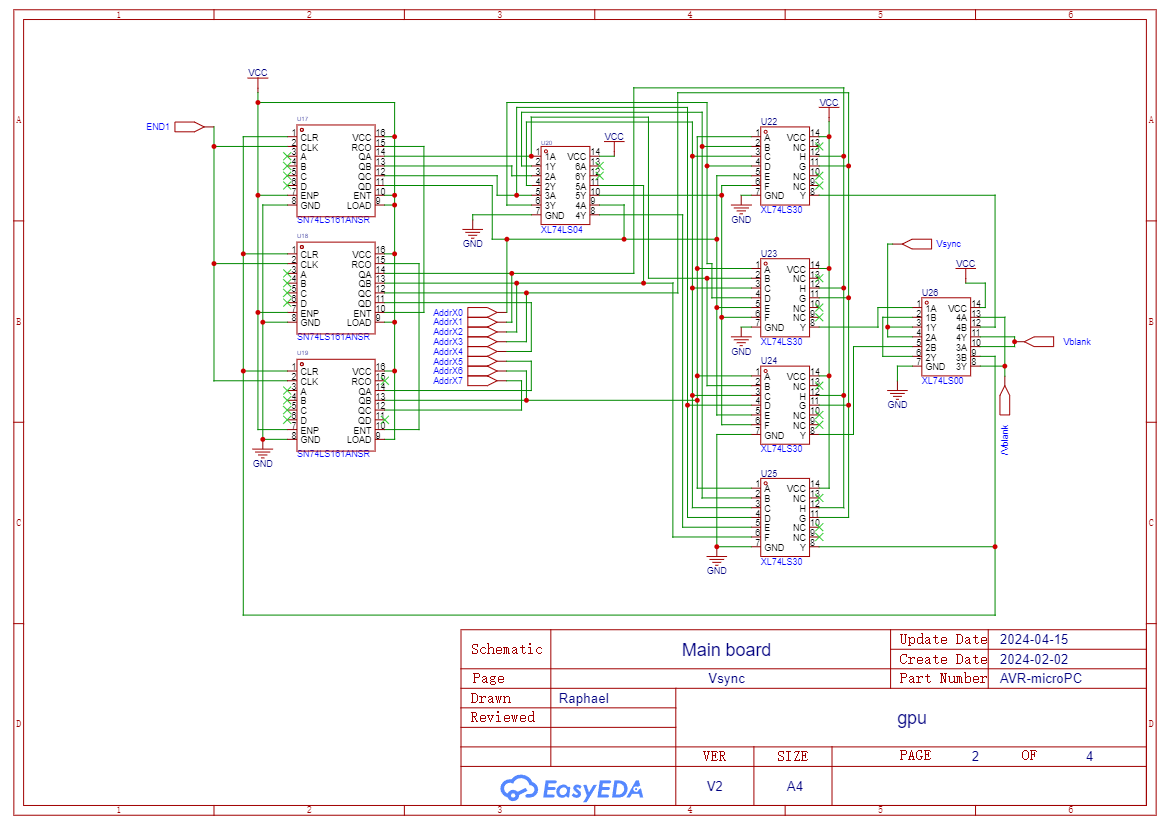 1 2 3 4 5 6
A A
B B
C C
D D
VCC
END1
U17
1 CLR VCC 16
2 CLK RCO 15
3 A QA 14
4 B QB 13
5 C QC 12
6 D QD 11
7 ENP ENT 10
8 GND LOAD 9
SN74LS161ANSR
U18
1 CLR VCC 16
2 CLK RCO 15
3 A QA 14
4 B QB 13
5 C QC 12
6 D QD 11
7 ENP ENT 10
8 GND LOAD 9
SN74LS161ANSR
U19
1 CLR VCC 16
2 CLK RCO 15
3 A QA 14
4 B QB 13
5 C QC 12
6 D QD 11
7 ENP ENT 10
8 GND LOAD 9
SN74LS161ANSR
GND
VCC
U20
1 1A VCC 14
2 1Y 6A 13
3 2A 6Y 12
4 2Y 5A 11
5 3A 5Y 10
6 3Y 4A 9
7 GND 4Y 8
XL74LS04
GND
AddrX0
AddrX1
AddrX2
AddrX3
AddrX4
AddrX5
AddrX6
AddrX7
VCC
U22
1 A VCC 14
2 B NC 13
3 C H 12
4 D G 11
5 E NC 10
6 F NC 9
7 GND Y 8
XL74LS30
GND
U23
1 A VCC 14
2 B NC 13
3 C H 12
4 D G 11
5 E NC 10
6 F NC 9
7 GND Y 8
XL74LS30
GND
U24
1 A VCC 14
2 B NC 13
3 C H 12
4 D G 11
5 E NC 10
6 F NC 9
7 GND Y 8
XL74LS30
U25
1 A VCC 14
2 B NC 13
3 C H 12
4 D G 11
5 E NC 10
6 F NC 9
7 GND Y 8
XL74LS30
GND
Vsync
VCC
U26
1 1A VCC 14
2 1B 4A 13
3 1Y 4B 12
4 2A 4Y 11
5 2B 3A 10
6 2Y 3B 9
7 GND 3Y 8
XL74LS00
GND
Vblank
/Vblank
Schematic Main board Update Date 2024-04-15
Create Date 2024-02-02
Page Vsync Part Number AVR-microPC
Drawn Raphael
Reviewed
gpu
VER SIZE PAGE 2 OF 4
EasyEDA V2 A4
1 2 3 4 5 6